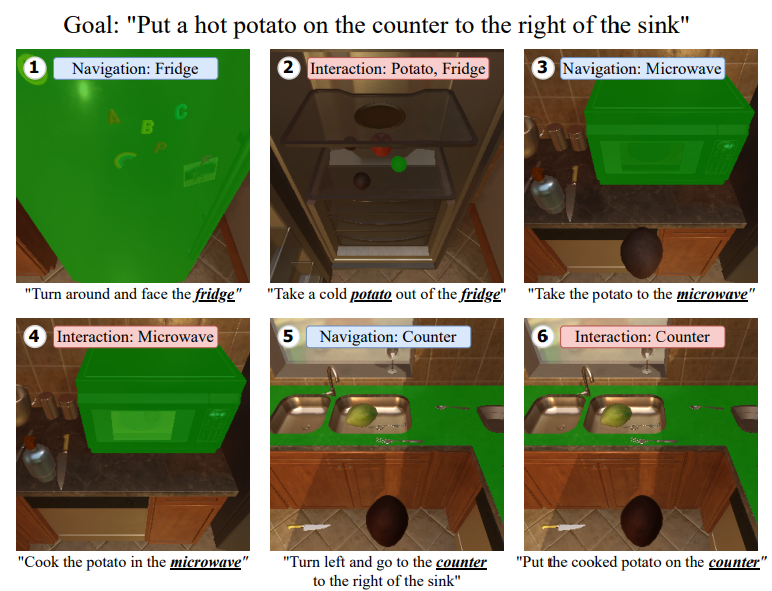 Goal: "Put a hot potato on the counter to the right of the sink"
1 Navigation: Fridge
A
B
C
P
"Turn around and face the fridge"
2 Interaction: Potato, Fridge
"Take a cold potato out of the fridge"
3 Navigation: Microwave
"Take the potato to the microwave"
4 Interaction: Microwave
"Cook the potato in the microwave"
5 Navigation: Counter
"Turn left and go to the counter
to the right of the sink"
6 Interaction: Counter
"Put the cooked potato on the counter"